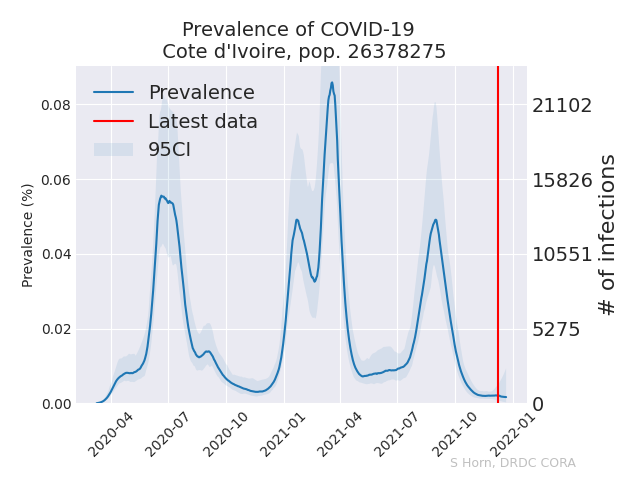 Prevalence of COVID-19
Cote d'Ivoire, pop. 26378275
Prevalence
Latest data
95CI
Prevalence (%)
0.08
0.06
0.04
0.02
0.00
21102
15826
10551
5275
0
# of infections
2020-04
2020-07
2020-10
2021-01
2021-04
2021-07
2021-10
2022-01
S Horn, DRDC CORA